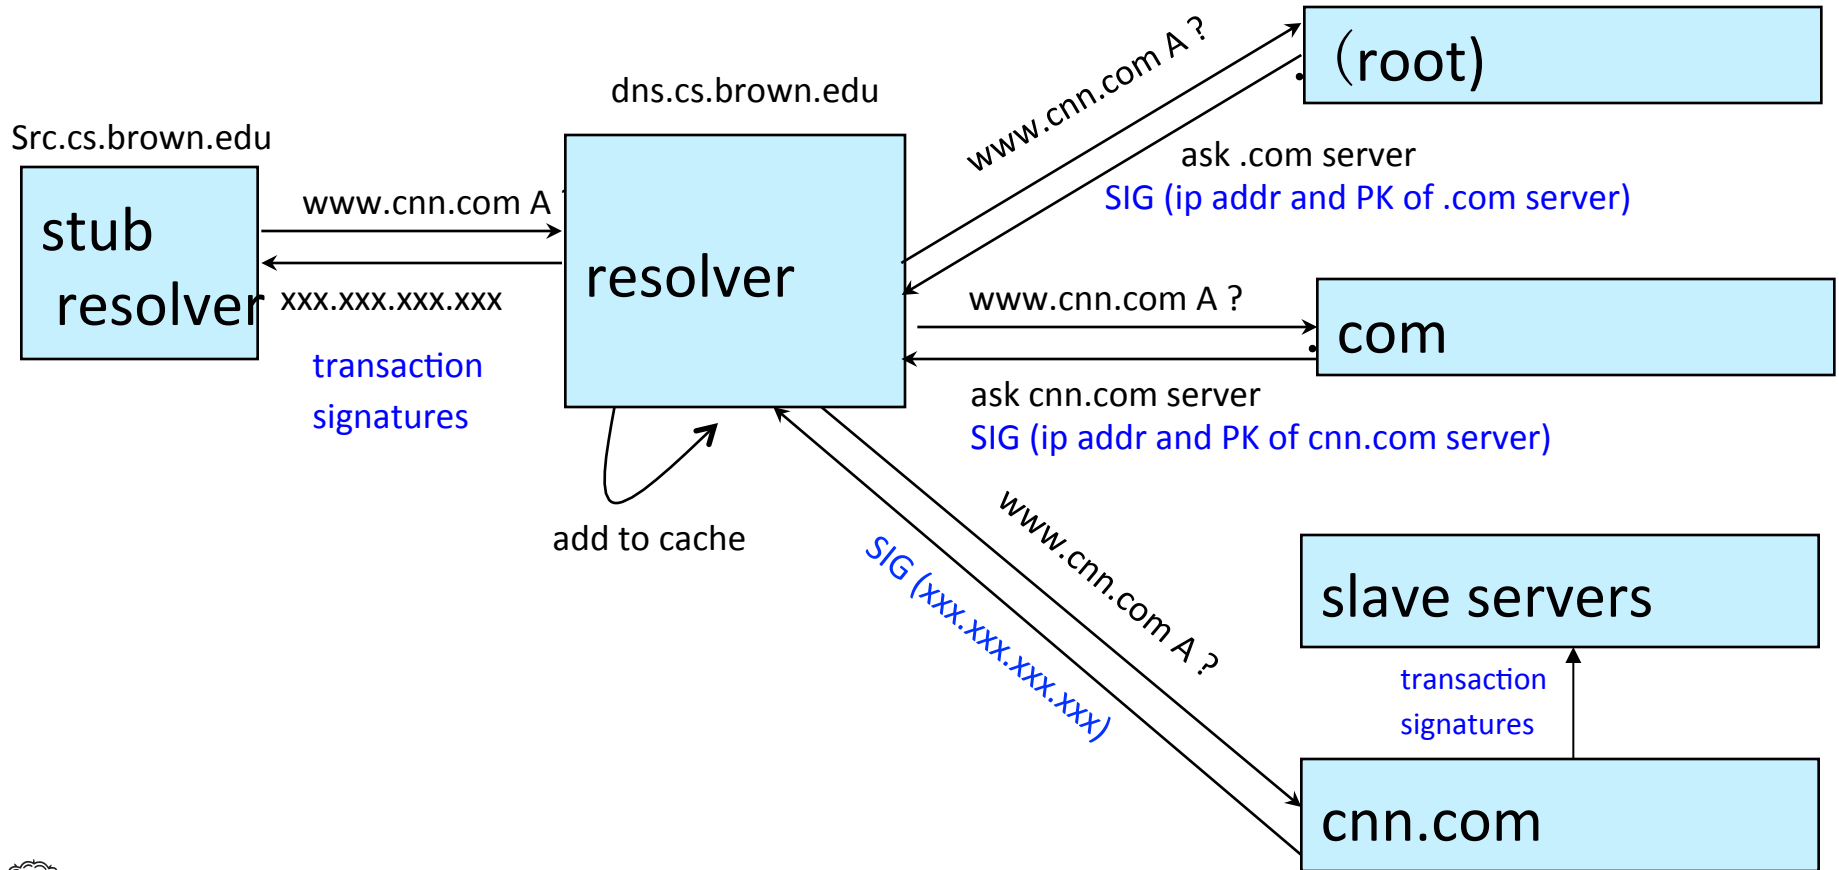 dns.cs.brown.edu
Src.cs.brown.edu
stub
resolver
www.cnn.com A ?
xxx.xxx.xxx.xxx
transaction
signatures
resolver
add to cache
www.cnn.com A ?
. (root)
ask .com server
SIG (ip addr and PK of .com server)
www.cnn.com A ?
. com
ask cnn.com server
SIG (ip addr and PK of cnn.com server)
www.cnn.com A ?
SIG (xxx.xxx.xxx.xxx)
slave servers
transaction
signatures
cnn.com